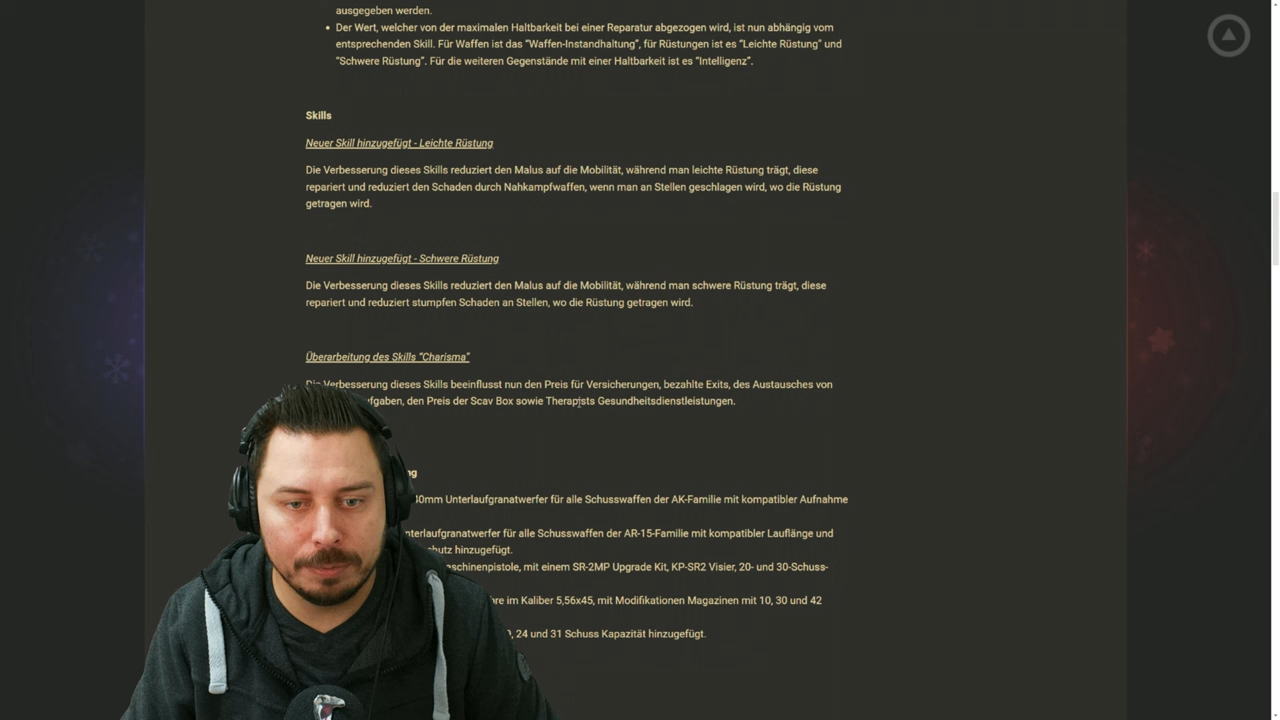 ausgegeben werden.
Der Wert, welcher von der maximalen Haltbarkeit bei einer Reparatur abgezogen wird, ist nun abhängig vom
entsprechenden Skill. Für Waffen ist das “Waffen-Instandhaltung”, für Rüstungen ist es “Leichte Rüstung” und
“Schwere Rüstung”. Für die weiteren Gegenstände mit einer Haltbarkeit ist es “Intelligenz”.
Skills
Neuer Skill hinzugefügt - Leichte Rüstung
Die Verbesserung dieses Skills reduziert den Malus auf die Mobilität, während man leichte Rüstung trägt, diese
repariert und reduziert den Schaden durch Nahkampfwaffen, wenn man an Stellen geschlagen wird, wo die Rüstung
getragen wird.
Neuer Skill hinzugefügt - Schwere Rüstung
Die Verbesserung dieses Skills reduziert den Malus auf die Mobilität, während man schwere Rüstung trägt, diese
repariert und reduziert stumpfen Schaden an Stellen, wo die Rüstung getragen wird.
Überarbeitung des Skills “Charisma”
Die Verbesserung dieses Skills beeinflusst nun den Preis für Versicherungen, bezahlte Exits, des Austausches von
den Preis der Scav Box sowie Therapists Gesundheitsdienstleistungen.
40mm Unterlaufgranatwerfer für alle Schusswaffen der AK-Familie mit kompatibler Aufnahme
für alle Schusswaffen der AR-15-Familie mit kompatibler Lauflänge und
hinzugefügt.
mit einem SR-2MP Upgrade Kit, KP-SR2 Visier, 20- und 30-Schuss-
im Kaliber 5,56x45, mit Modifikationen Magazinen mit 10, 30 und 42
24 und 31 Schuss Kapazität hinzugefügt.